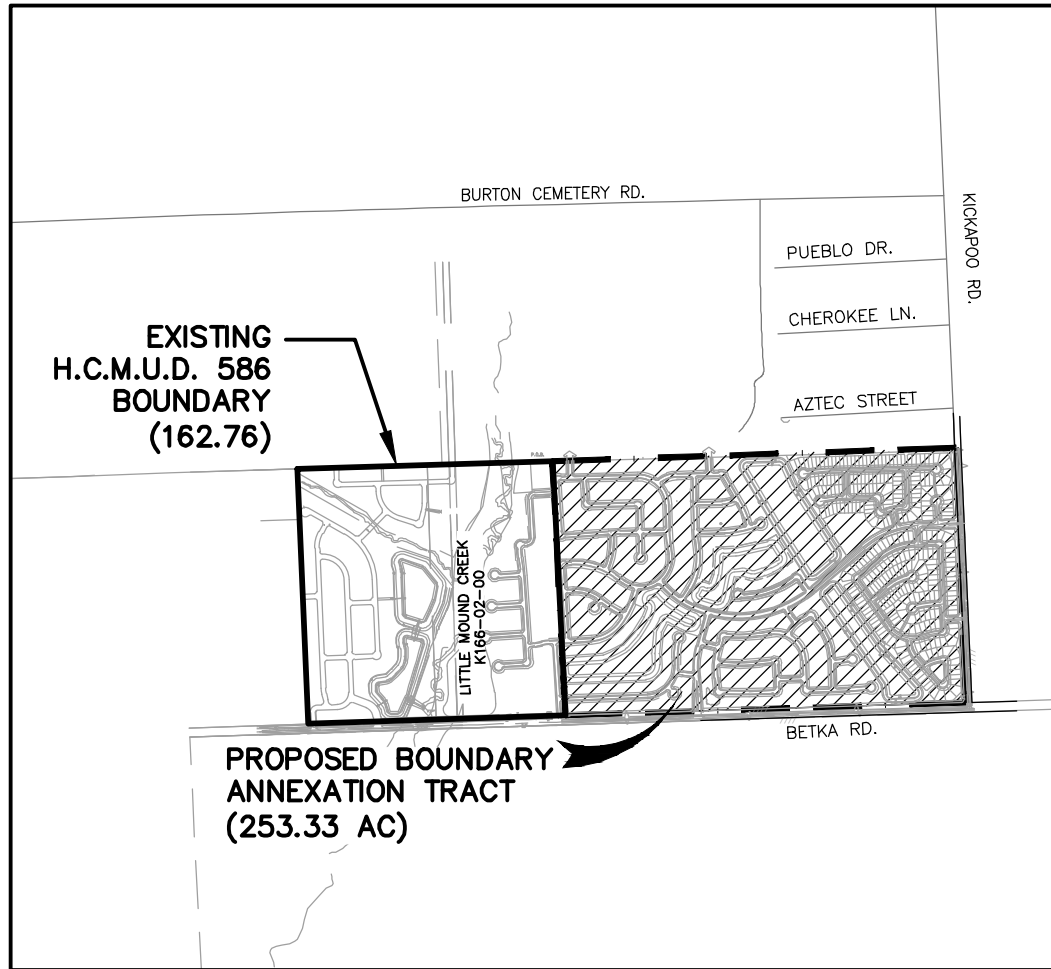 BURTON CEMETERY RD.
KICKAPOO RD.
PUEBLO DR.
CHEROKEE LN.
AZTEC STREET
EXISTING
H.C.M.U.D. 586
BOUNDARY
(162.76)
LITTLE MOUND CREEK
K166-02-00
BETKA RD.
PROPOSED BOUNDARY
ANNEXATION TRACT
(253.33 AC)